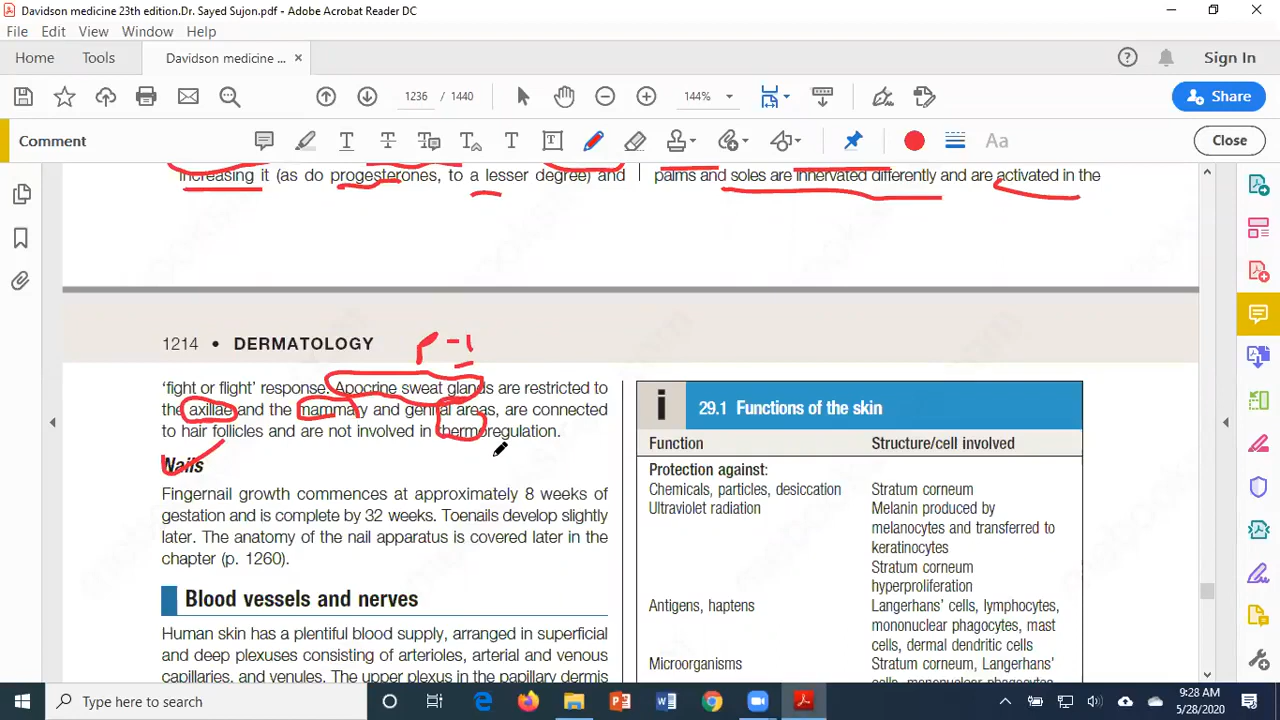 Davidson medicine 23th edition.Dr. Sayed Sujon.pdf - Adobe Acrobat Reader DC
File Edit View Window Help
Home Tools Davidson medicine ... × Sign In
1236 / 1440 144% Share
Comment Aa Close
increasing it (as do progesterones, to a lesser degree) and
palms and soles are innervated differently and are activated in the
1214 • DERMATOLOGY
‘fight or flight’ response. Apocrine sweat glands are restricted to
the axillae and the mammary and genital areas, are connected
to hair follicles and are not involved in thermoregulation.
Nails
Fingernail growth commences at approximately 8 weeks of
gestation and is complete by 32 weeks. Toenails develop slightly
later. The anatomy of the nail apparatus is covered later in the
chapter (p. 1260).
Blood vessels and nerves
Human skin has a plentiful blood supply, arranged in superficial
and deep plexuses consisting of arterioles, arterial and venous
capillaries, and venules. The upper plexus in the papillary dermis
i 29.1 Functions of the skin
Function Structure/cell involved
Protection against:
Chemicals, particles, desiccation Stratum corneum
Ultraviolet radiation Melanin produced by
melanocytes and transferred to
keratinocytes
Stratum corneum
hyperproliferation
Antigens, haptens Langerhans’ cells, lymphocytes,
mononuclear phagocytes, mast
cells, dermal dendritic cells
Microorganisms Stratum corneum, Langerhans’
cells, mononuclear phagocytes,
Type here to search
9:28 AM
5/28/2020